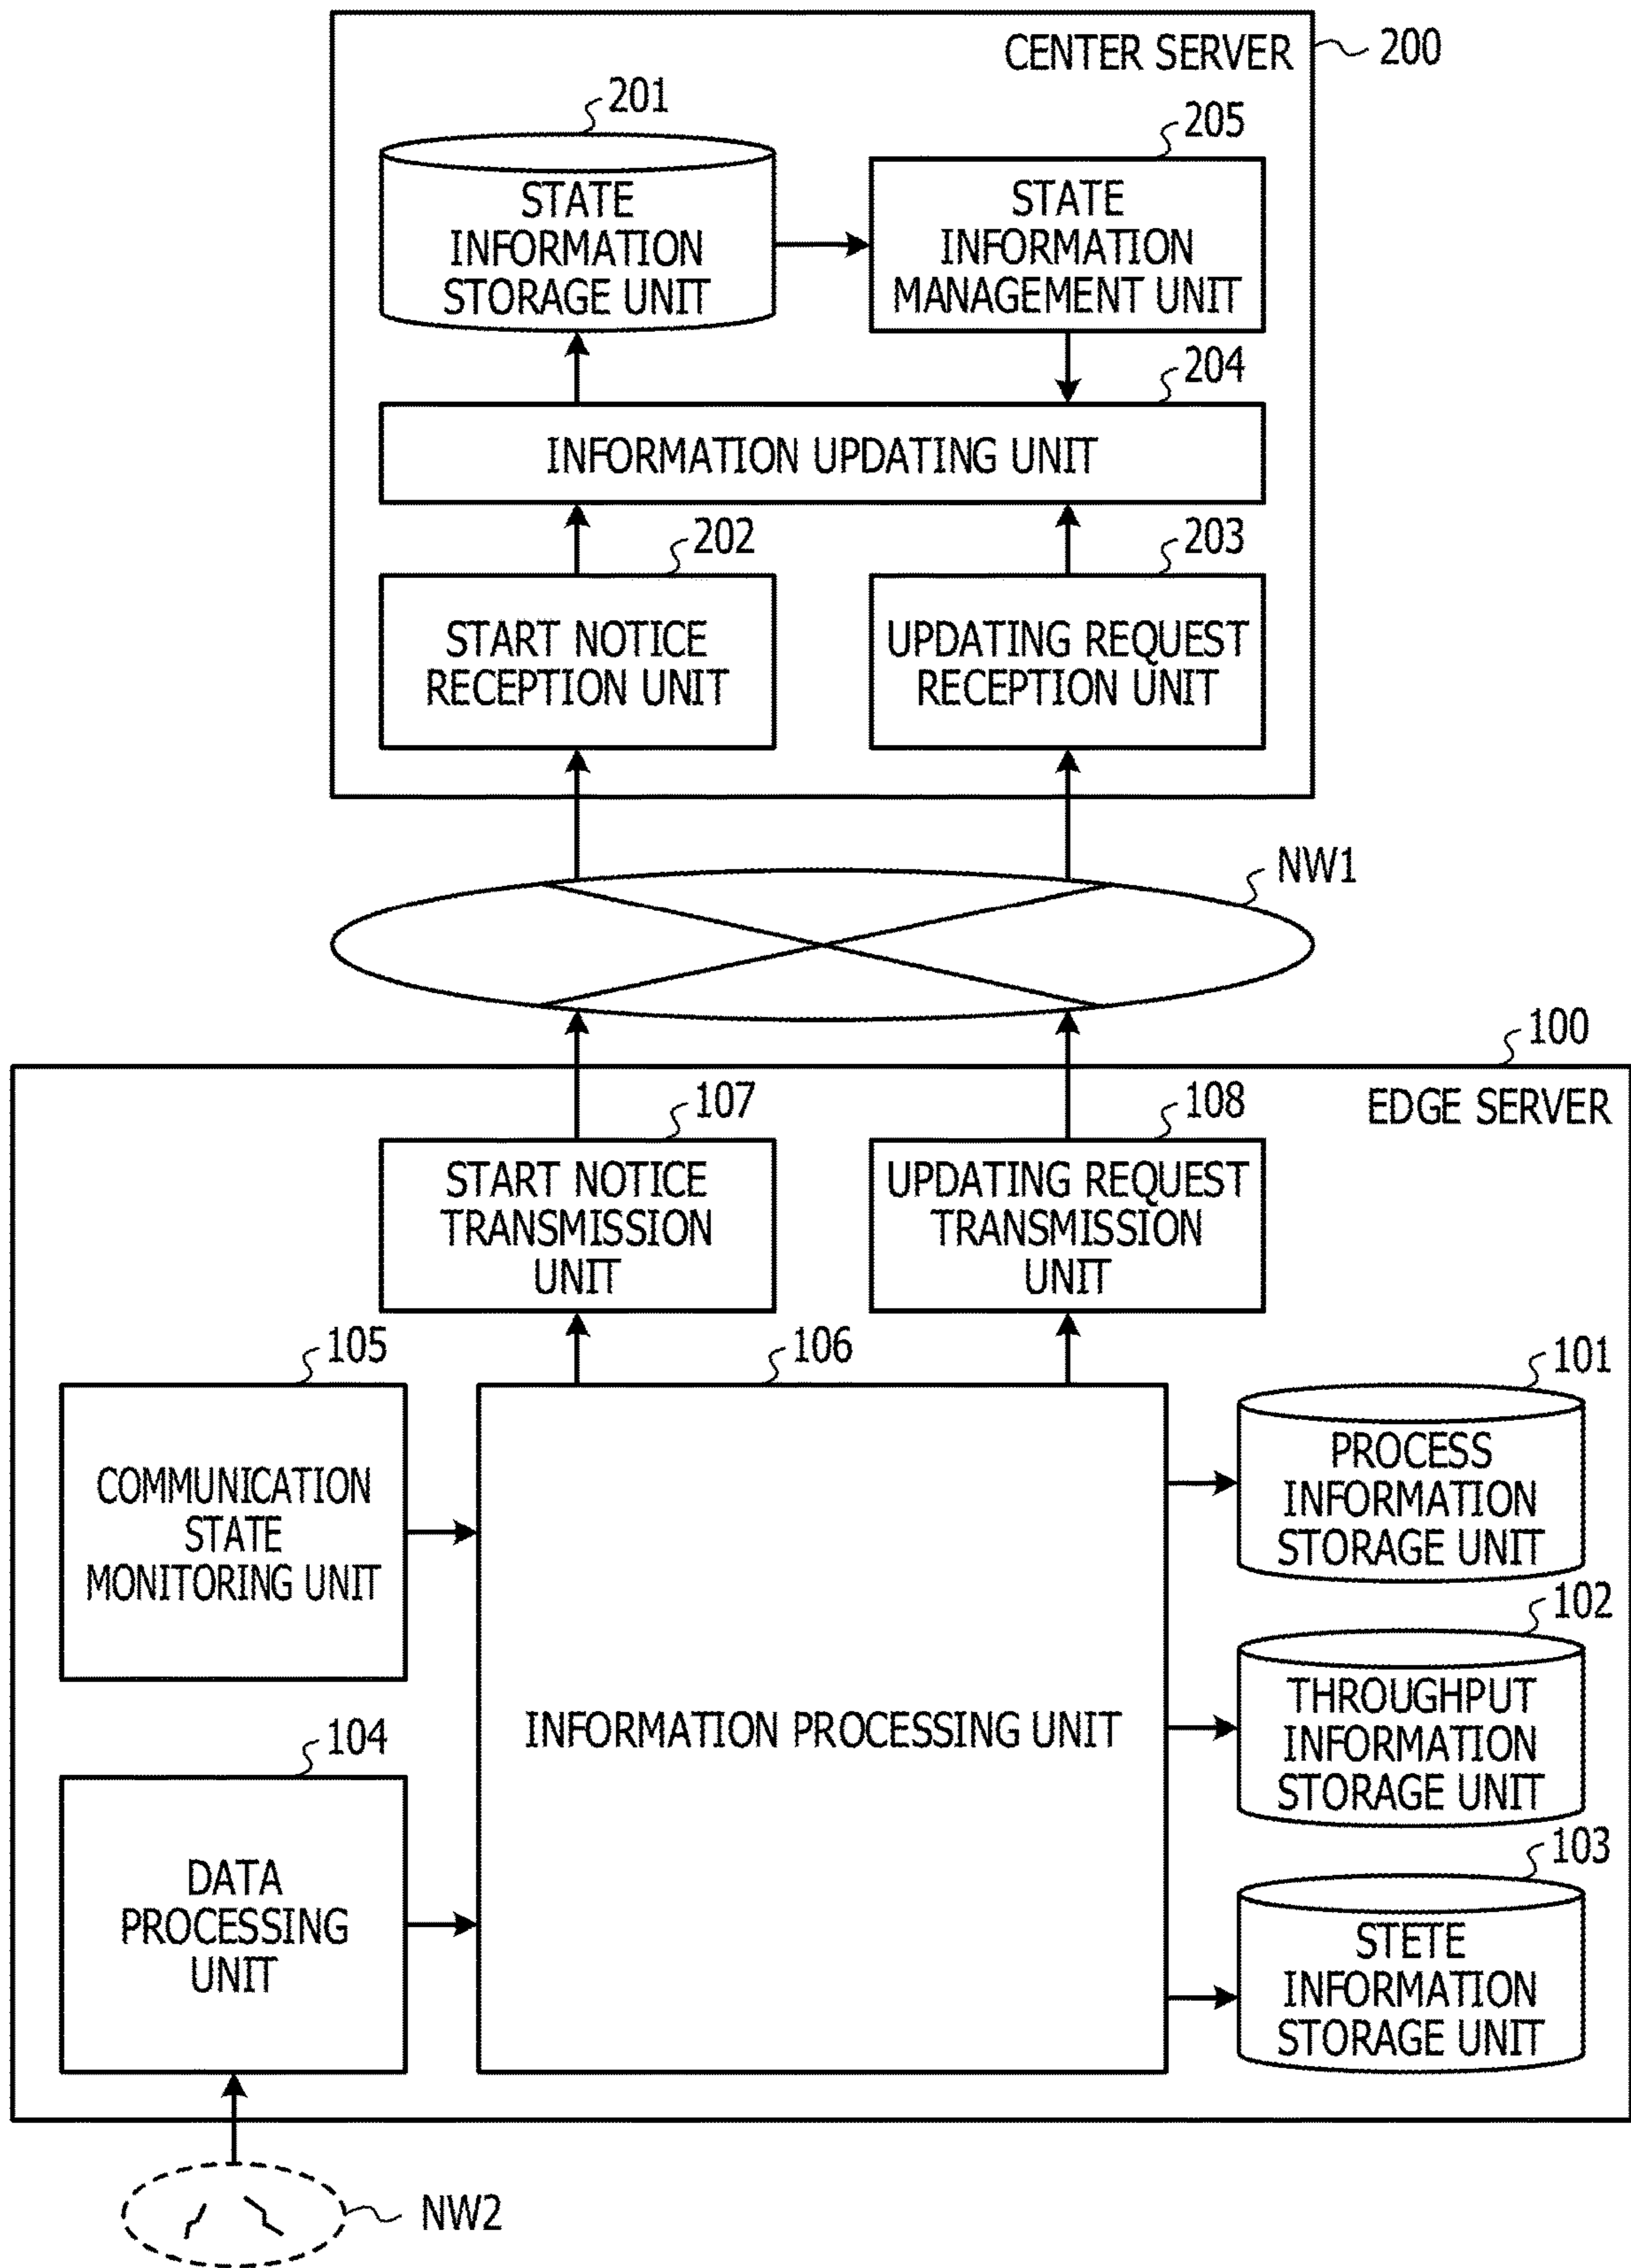 CENTER SERVER
200
201
STATE
INFORMATION
STORAGE UNIT
205
STATE
INFORMATION
MANAGEMENT UNIT
204
INFORMATION UPDATING UNIT
202
START NOTICE
RECEPTION UNIT
203
UPDATING REQUEST
RECEPTION UNIT
NW1
100
EDGE SERVER
107
START NOTICE
TRANSMISSION
UNIT
108
UPDATING REQUEST
TRANSMISSION
UNIT
105
COMMUNICATION
STATE
MONITORING UNIT
106
INFORMATION PROCESSING UNIT
101
PROCESS
INFORMATION
STORAGE UNIT
102
THROUGHPUT
INFORMATION
STORAGE UNIT
104
DATA
PROCESSING
UNIT
103
STETE
INFORMATION
STORAGE UNIT
NW2